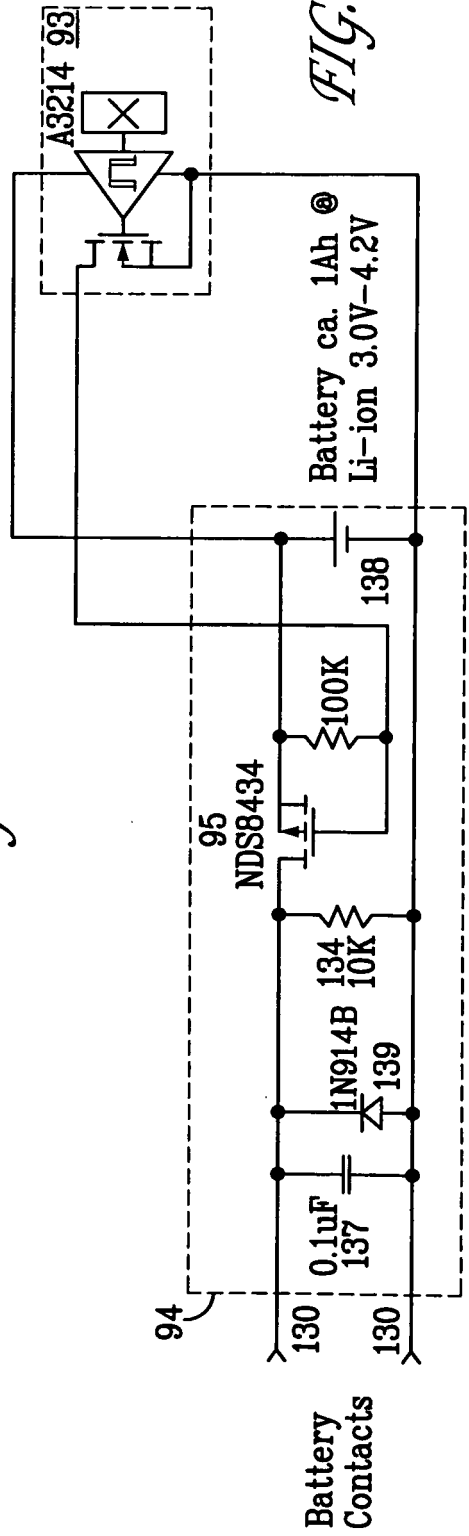 A3214 93
FIG.
Battery ca. 1Ah @
Li-ion 3.0V-4.2V
138
100K
95
NDS8434
134
10K
1N914B
139
0.1uF
137
94
130
130
Battery
Contacts